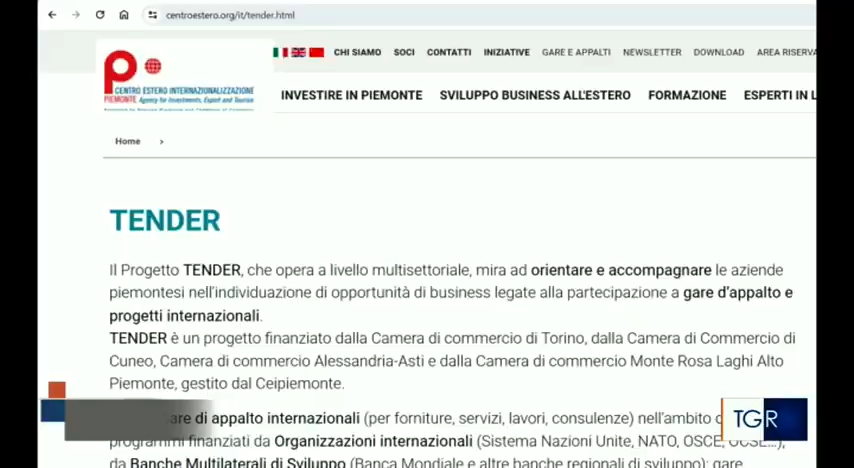 centroestero.org/it/tender.html
CHI SIAMO SOCI CONTATTI INIZIATIVE GARE E APPALTI NEWSLETTER DOWNLOAD AREA RISERVA
CENTRO ESTERO INTERNAZIONALIZZAZIONE
PIEMONTE Agency for Investments, Export and Tourism
INVESTIRE IN PIEMONTE SVILUPPO BUSINESS ALL'ESTERO FORMAZIONE ESPERTI IN L
Home >
TENDER
Il Progetto TENDER, che opera a livello multisettoriale, mira ad orientare e accompagnare le aziende
piemontesi nell'individuazione di opportunità di business legate alla partecipazione a gare d'appalto e
progetti internazionali.
TENDER è un progetto finanziato dalla Camera di commercio di Torino, dalla Camera di Commercio di
Cuneo, Camera di commercio Alessandria-Asti e dalla Camera di commercio Monte Rosa Laghi Alto
Piemonte, gestito dal Ceipiemonte.
are di appalto internazionali (per forniture, servizi, lavori, consulenze) nell'ambito
TGR
programmi finanziati da Organizzazioni internazionali (Sistema Nazioni Unite, NATO, OSCE,
da Banche Multilaterali di Sviluppo (Banca Mondiale e altre banche regionali di sviluppo); gare